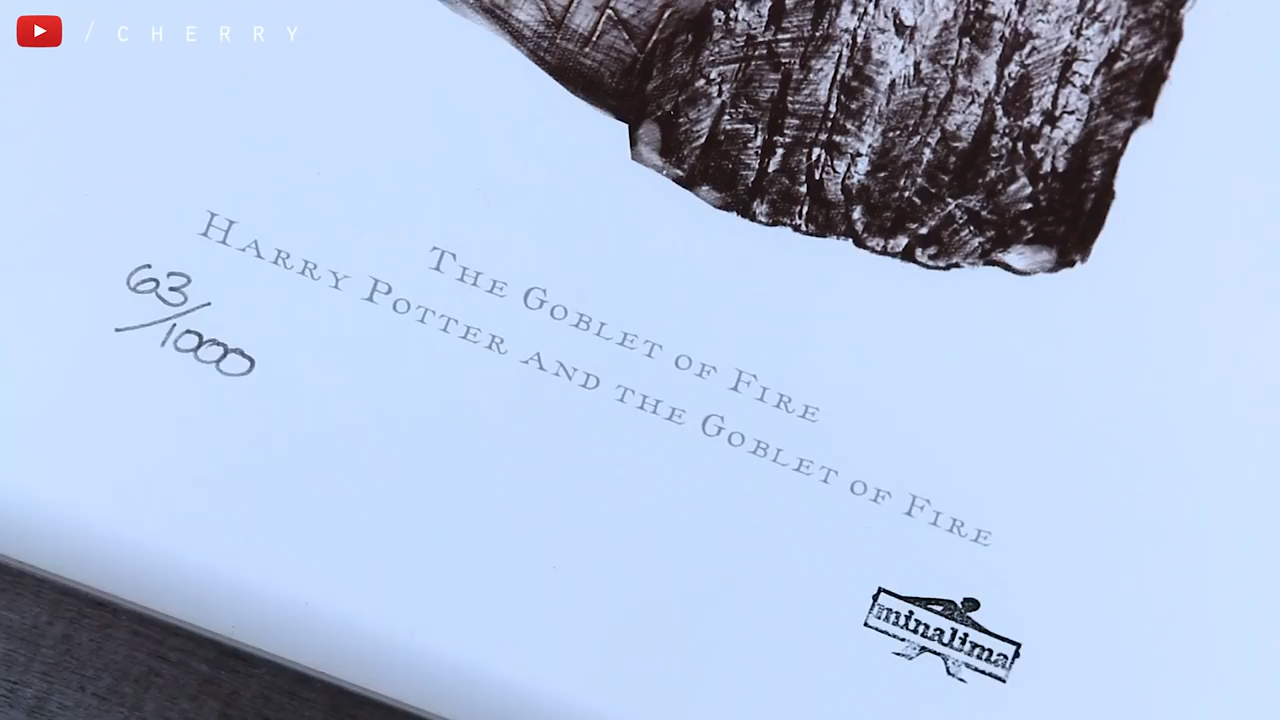 / CHERRY
THE GOBLET OF FIRE
HARRY POTTER AND THE GOBLET OF FIRE
63/1000
minalima